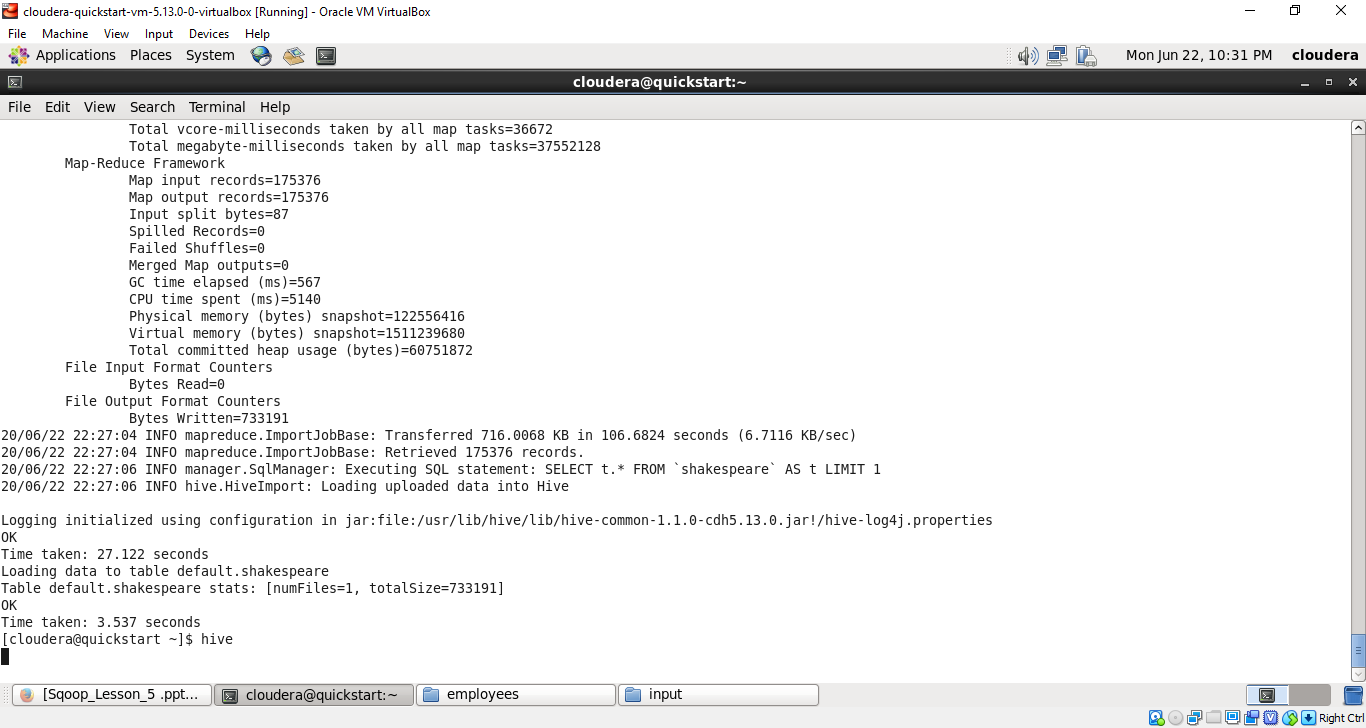 cloudera-quickstart-vm-5.13.0-0-virtualbox [Running] - Oracle VM VirtualBox
File Machine View Input Devices Help
Applications Places System Mon Jun 22, 10:31 PM cloudera
cloudera@quickstart:~
File Edit View Search Terminal Help
Total vcore-milliseconds taken by all map tasks=36672
Total megabyte-milliseconds taken by all map tasks=37552128
Map-Reduce Framework
Map input records=175376
Map output records=175376
Input split bytes=87
Spilled Records=0
Failed Shuffles=0
Merged Map outputs=0
GC time elapsed (ms)=567
CPU time spent (ms)=5140
Physical memory (bytes) snapshot=122556416
Virtual memory (bytes) snapshot=1511239680
Total committed heap usage (bytes)=60751872
File Input Format Counters
Bytes Read=0
File Output Format Counters
Bytes Written=733191
20/06/22 22:27:04 INFO mapreduce.ImportJobBase: Transferred 716.0068 KB in 106.6824 seconds (6.7116 KB/sec)
20/06/22 22:27:04 INFO mapreduce.ImportJobBase: Retrieved 175376 records.
20/06/22 22:27:06 INFO manager.SqlManager: Executing SQL statement: SELECT t.* FROM `shakespeare` AS t LIMIT 1
20/06/22 22:27:06 INFO hive.HiveImport: Loading uploaded data into Hive
Logging initialized using configuration in jar:file:/usr/lib/hive/lib/hive-common-1.1.0-cdh5.13.0.jar!/hive-log4j.properties
OK
Time taken: 27.122 seconds
Loading data to table default.shakespeare
Table default.shakespeare stats: [numFiles=1, totalSize=733191]
OK
Time taken: 3.537 seconds
[cloudera@quickstart ~]$ hive
[Sqoop_Lesson_5 .ppt... cloudera@quickstart:~ employees input
Right Ctrl